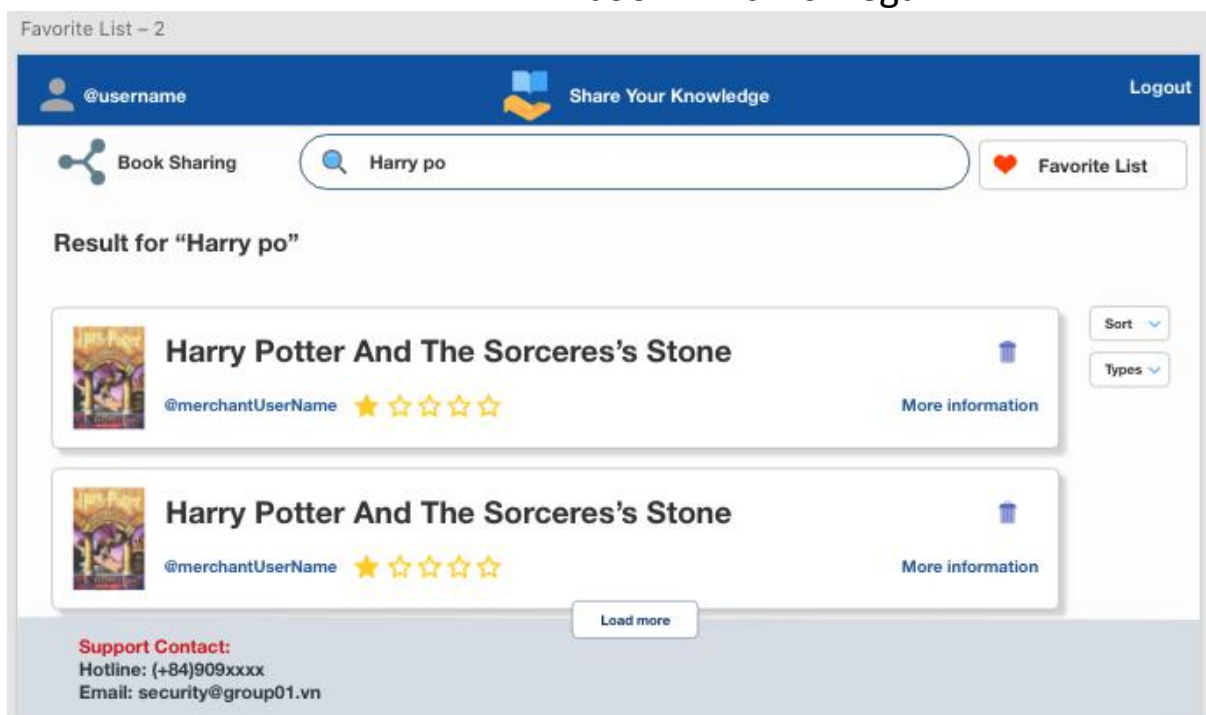 Favorite List – 2
@username
Share Your Knowledge
Logout
Book Sharing
Harry po
Favorite List
Result for “Harry po”
Harry Potter And The Sorceres’s Stone
@merchantUserName
More information
Sort
Types
Harry Potter And The Sorceres’s Stone
@merchantUserName
More information
Load more
Support Contact:
Hotline: (+84)909xxxx
Email: security@group01.vn